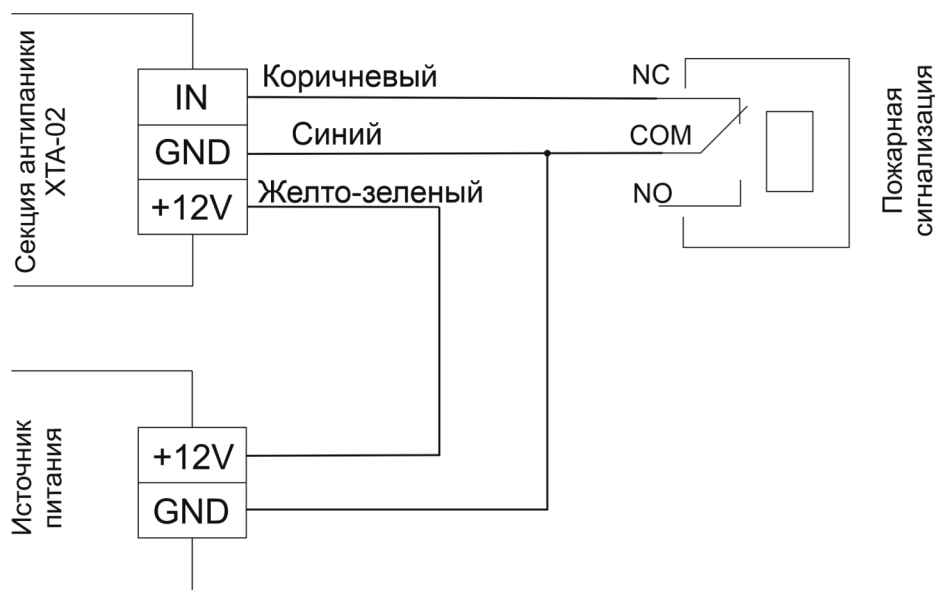 Секция антипаники
ХТА-02
IN
GND
+12V
Коричневый
Синий
Желто-зеленый
NC
COM
NO
Пожарная
сигнализация
Источник
питания
+12V
GND